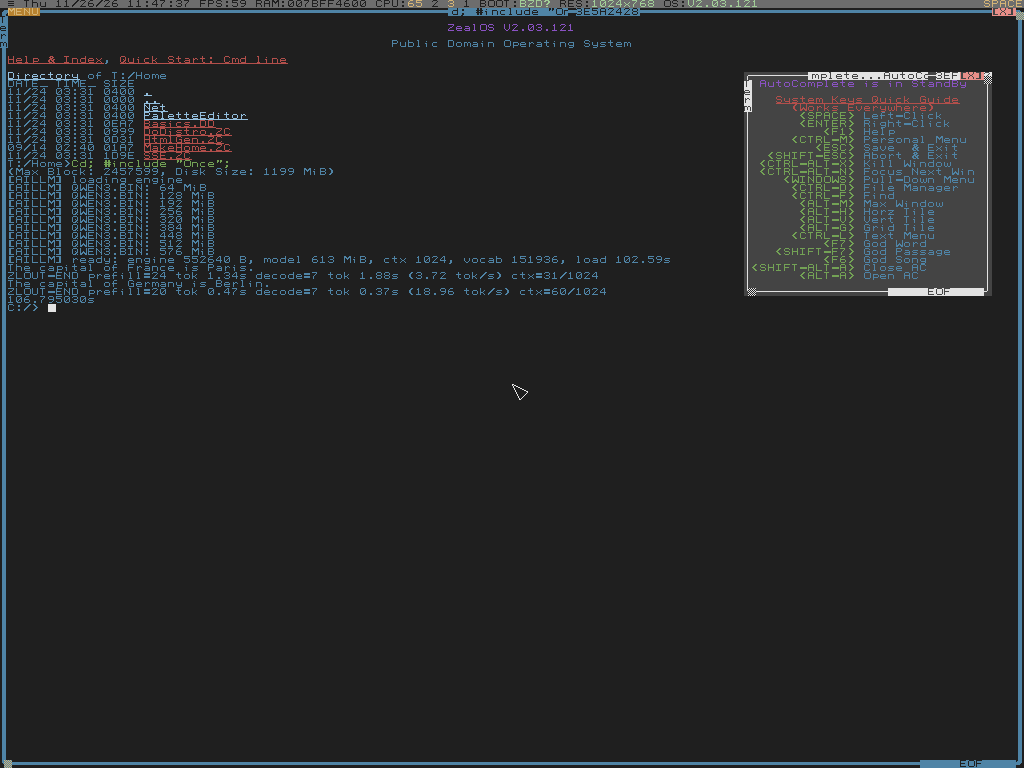 ≡ Thu 11/26/26 11:47:37 FPS:59 RAM:007BFF4600 CPU:65 2 3 1 BOOT:BZD? RES:1024x768 OS:V2.03.121 SPACE
MENU
d; #include "On 9E5A2428
[X]
Term
ZealOS V2.03.121
Public Domain Operating System
Help & Index, Quick Start: Cmd line
Directory of T:/Home
DATE_ TIME_ SIZE
11/24 03:31 0400 .
11/24 03:31 0000 ..
11/24 03:31 0400 Net
11/24 03:31 0400 PaletteEditor
11/24 03:31 0EA7 Basics.DD
11/24 03:31 0999 DoDistro.ZC
11/24 03:31 0D31 HtmlGen.ZC
09/14 02:40 01A7 MakeHome.ZC
11/24 03:31 1D9E SSE.ZC
T:/Home>Cd; #include "Once";
(Max Block: 2457599, Disk Size: 1199 MiB)
[AILLM] loading engine
[AILLM] QWEN3.BIN: 64 MiB
[AILLM] QWEN3.BIN: 128 MiB
[AILLM] QWEN3.BIN: 192 MiB
[AILLM] QWEN3.BIN: 256 MiB
[AILLM] QWEN3.BIN: 320 MiB
[AILLM] QWEN3.BIN: 384 MiB
[AILLM] QWEN3.BIN: 448 MiB
[AILLM] QWEN3.BIN: 512 MiB
[AILLM] QWEN3.BIN: 576 MiB
[AILLM] ready: engine 552640 B, model 613 MiB, ctx 1024, vocab 151936, load 102.59s
The capital of France is Paris.
ZLOUT-END prefill=24 tok 1.34s decode=7 tok 1.88s (3.72 tok/s) ctx=31/1024
The capital of Germany is Berlin.
ZLOUT-END prefill=20 tok 0.47s decode=7 tok 0.37s (18.96 tok/s) ctx=60/1024
106.795030s
C:/>
mplete...AutoCo [X]
Term
AutoComplete is in StandBy
System Keys Quick Guide
(Works Everywhere)
<SPACE> Left-Click
<ENTER> Right-Click
<F1> Help
<CTRL-M> Personal Menu
<ESC> Save & Exit
<SHIFT-ESC> Abort & Exit
<CTRL-ALT-X> Kill Window
<CTRL-ALT-N> Focus Next Win
<WINDOWS> Pull-Down Menu
<CTRL-D> File Manager
<CTRL-F> Find
<ALT-M> Max Window
<ALT-H> Horz Tile
<ALT-V> Vert Tile
<ALT-G> Grid Tile
<CTRL-L> Text Menu
<F7> God Word
<SHIFT-F7> God Passage
<F6> God Song
<SHIFT-ALT-A> Close AC
<ALT-A> Open AC
EOF
EOF